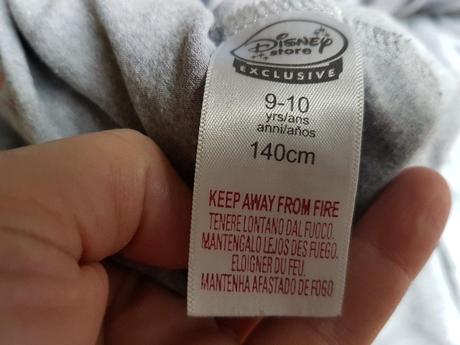 Disney
store
EXCLUSIVE
9-10
yrs/ans
anni/años
140cm
KEEP AWAY FROM FIRE
TENERE LONTANO DAL FUOCO.
MANTENGALO LEJOS DES FUEGO.
ELOIGNER DU FEU.
MANTENHA AFASTADO DE FOGO